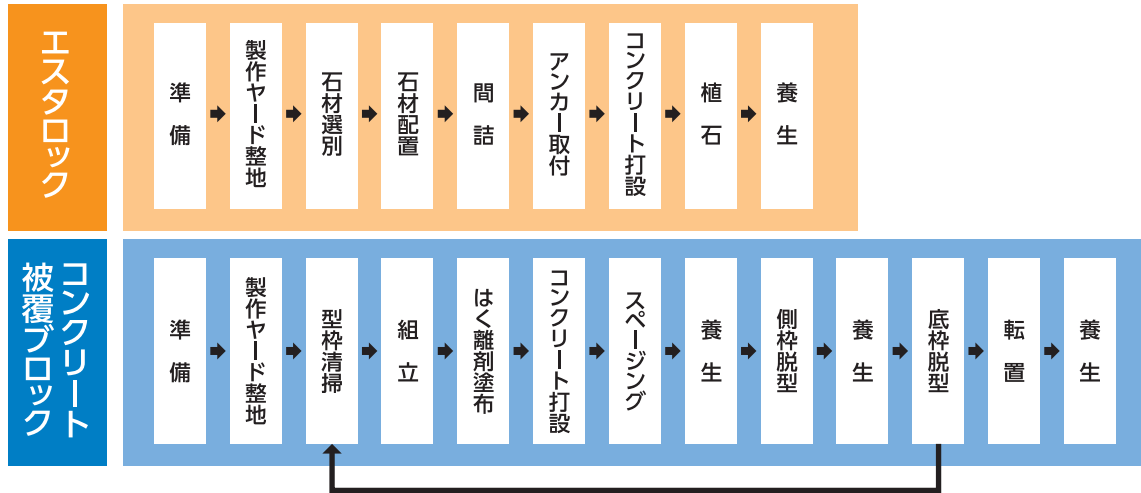 エスタロック
準備
製作ヤード整地
石材選別
石材配置
間詰
アンカー取付
コンクリート打設
植石
養生
コンクリート
被覆ブロック
準備
製作ヤード整地
型枠清掃
組立
はく離剤塗布
コンクリート打設
スページング
養生
側枠脱型
養生
底枠脱型
転置
養生